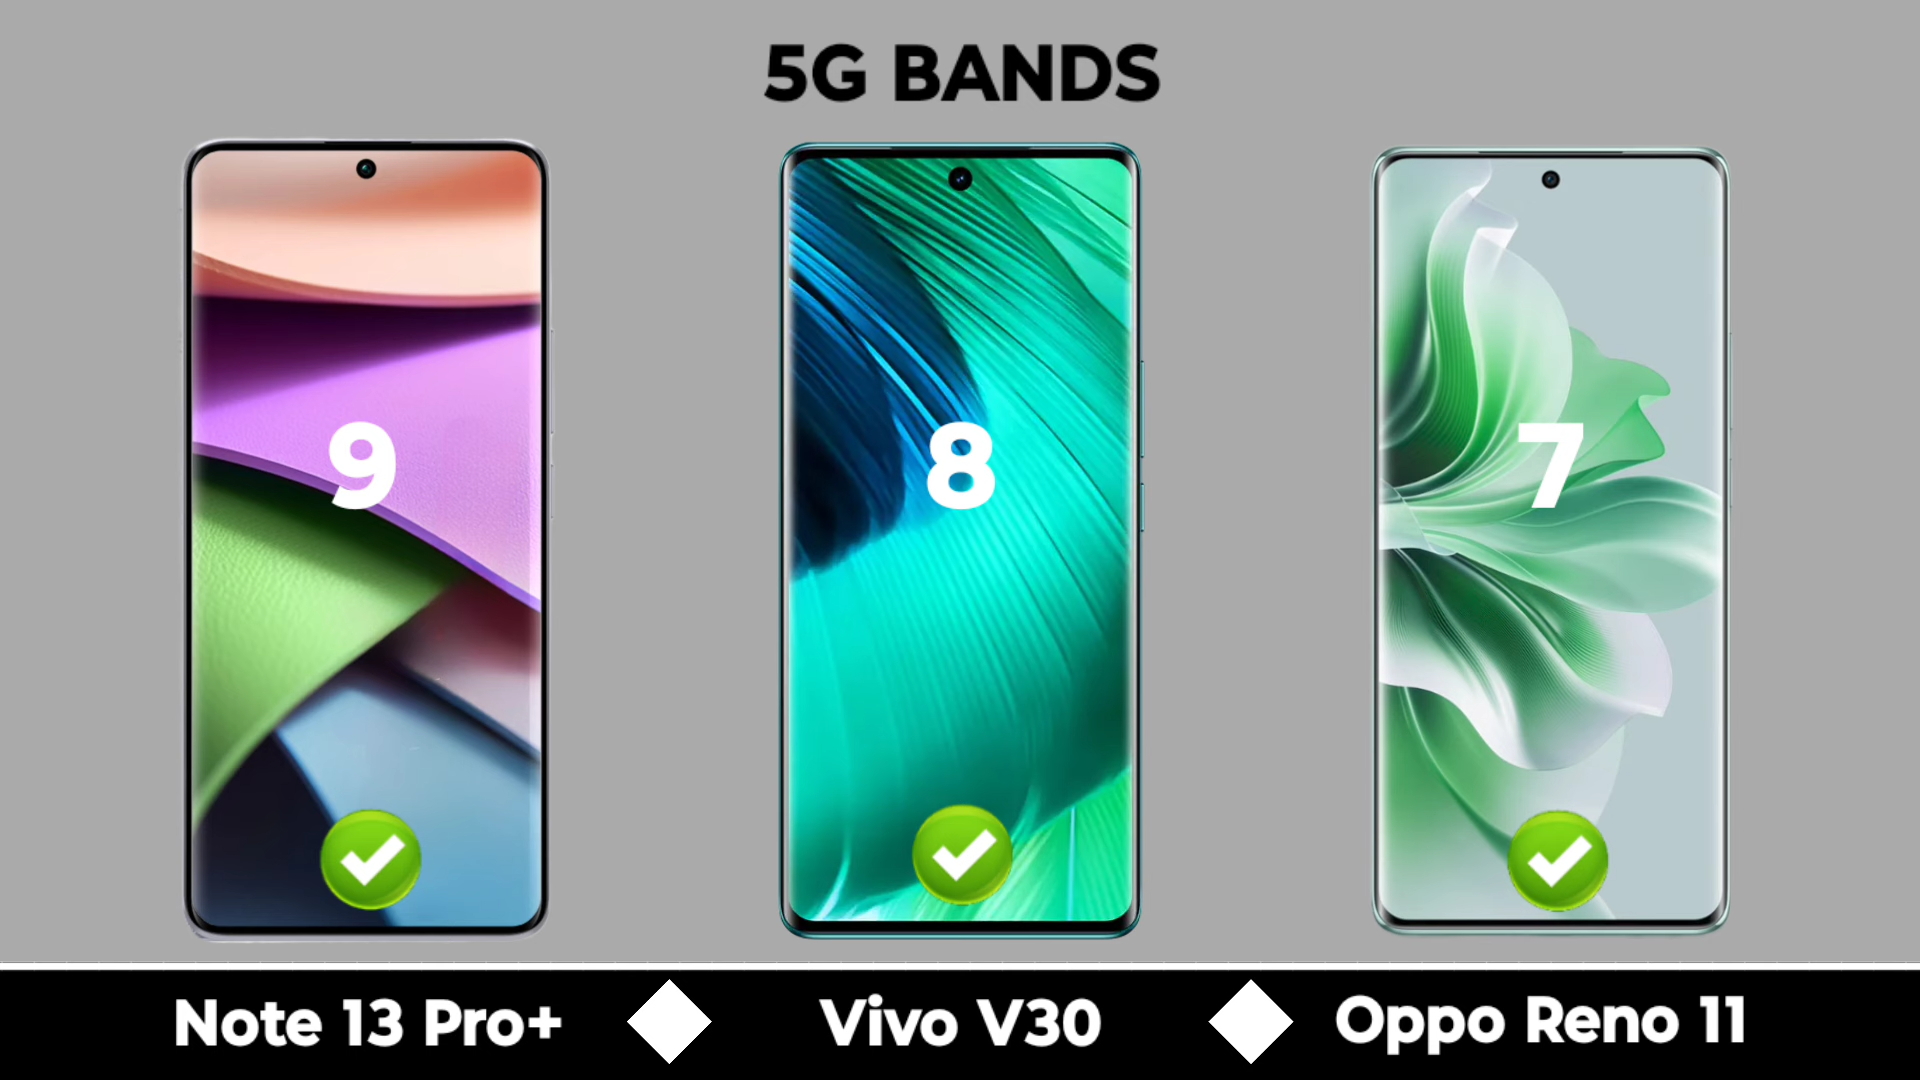 5G BANDS
9
8
7
Note 13 Pro+
Vivo V30
Oppo Reno 11